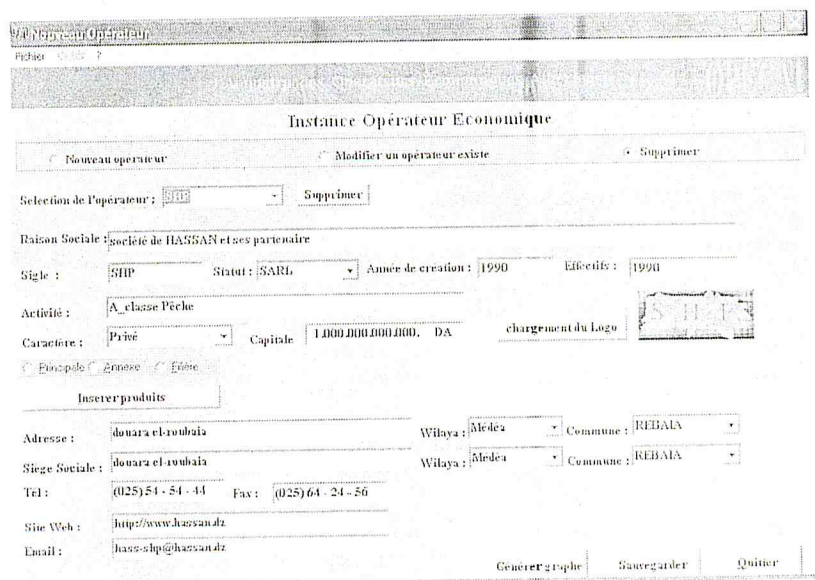 Nouveau Opérateur
Fichier ?
Instance Opérateur Economique
Nouveau opérateur Modifier un opérateur existe Supprimer
Selection de l'opérateur : SHP Supprimer
Raison Sociale : société de HASSAN et ses partenaire
Sigle : SHP Statut : SARL Année de création : 1990 Effectifs : 1990
Activité : A_classe Pêche
Caractère : Privé Capitale 1.000.000.000.000, DA chargement du Logo
Principale Annexe Filière
Inserer produits
Adresse : douara el-roubaia Wilaya : Médéa Commune : REBAIA
Siège Sociale : douara el-roubaia Wilaya : Médéa Commune : REBAIA
Tél : (025) 54 - 54 - 44 Fax : (025) 64 - 24 - 56
Site Web : http://www.hassan.dz
Email : hass-shp@hassan.dz
Générer graphe Sauvegarder Quitter